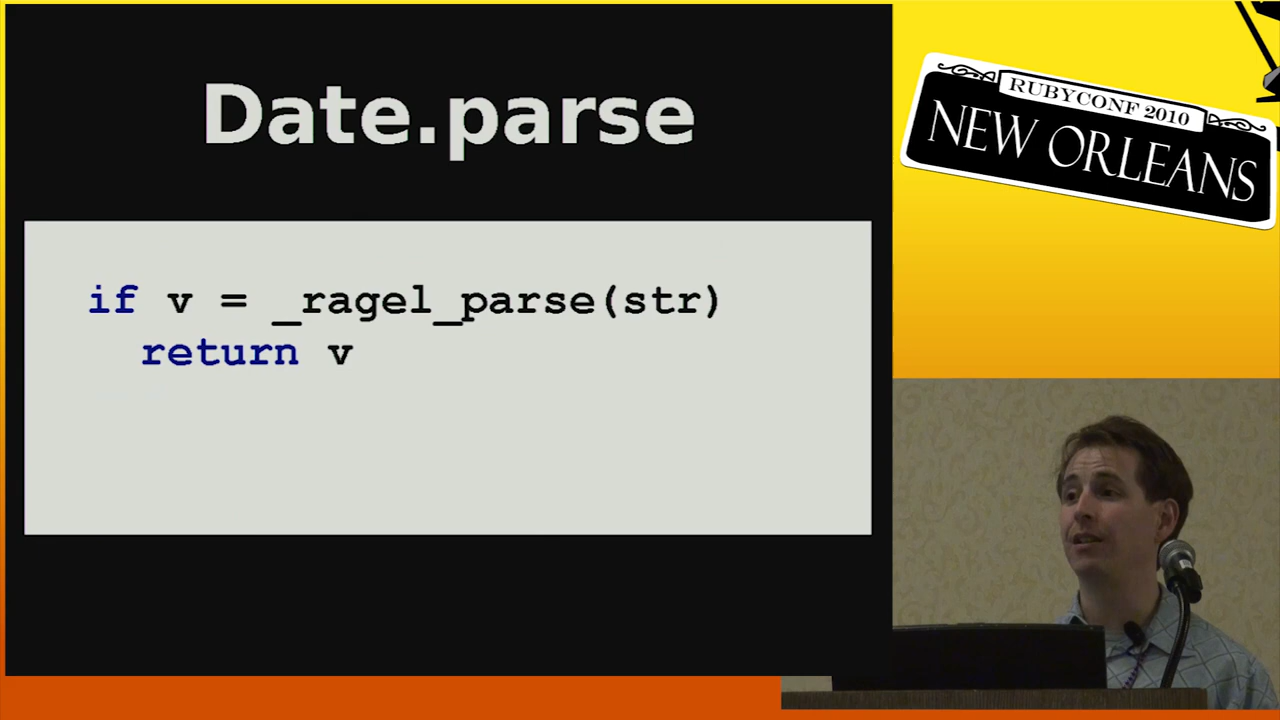 Date.parse
if v = _ragel_parse(str)
return v
RUBYCONF 2010
NEW ORLEANS